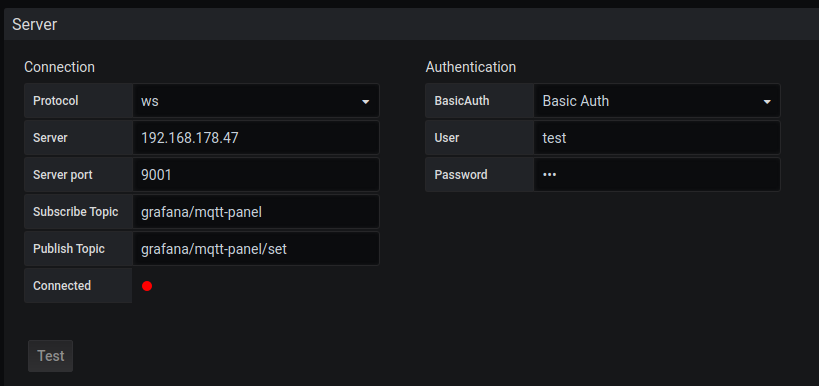 Server
Connection
Protocol ws
Server 192.168.178.47
Server port 9001
Subscribe Topic grafana/mqtt-panel
Publish Topic grafana/mqtt-panel/set
Connected
Authentication
BasicAuth Basic Auth
User test
Password •••
Test